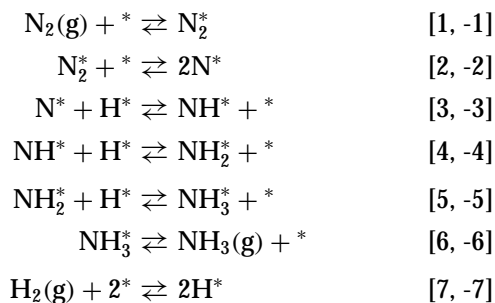 N₂(g) + * ⇄ N₂* [1, -1]
N₂* + * ⇄ 2N* [2, -2]
N* + H* ⇄ NH* + * [3, -3]
NH* + H* ⇄ NH₂* + * [4, -4]
NH₂* + H* ⇄ NH₃* + * [5, -5]
NH₃* ⇄ NH₃(g) + * [6, -6]
H₂(g) + 2* ⇄ 2H* [7, -7]